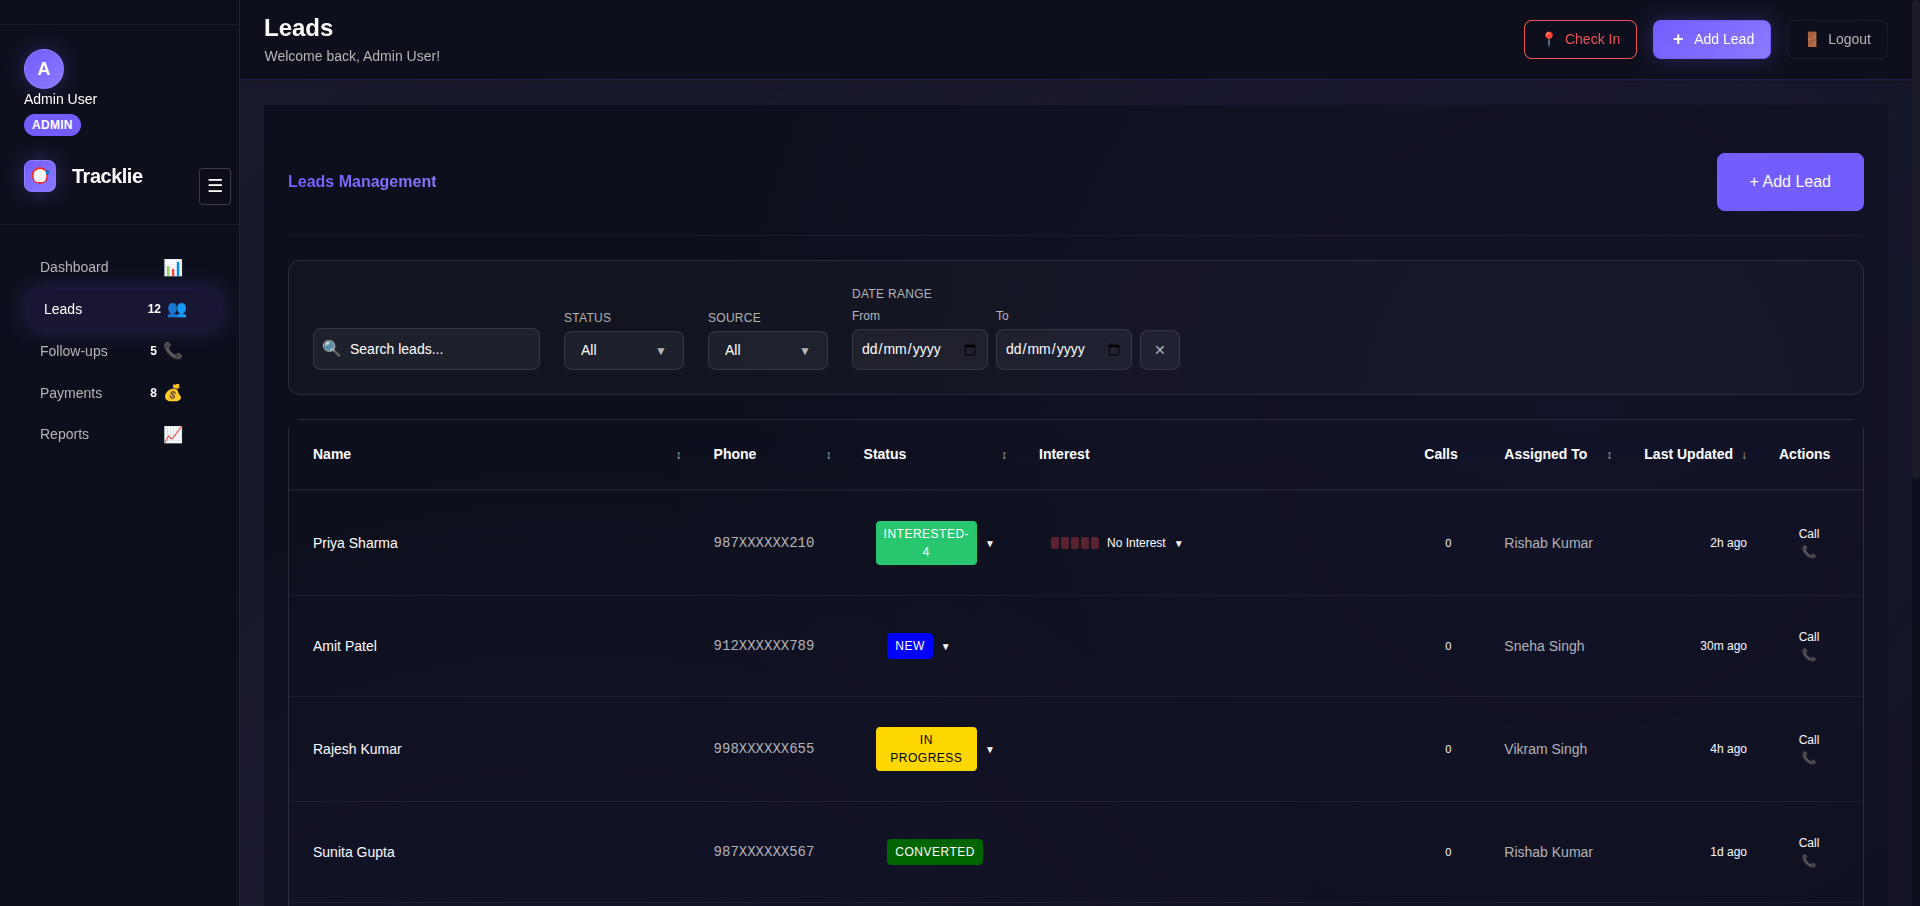 A
Admin User
ADMIN
Tracklie
☰
Dashboard
Leads 12
Follow-ups 5
Payments 8
Reports
Leads
Welcome back, Admin User!
Check In
+ Add Lead
Logout
Leads Management
+ Add Lead
Search leads...
STATUS
All ▼
SOURCE
All ▼
DATE RANGE
From
dd/mm/yyyy
To
dd/mm/yyyy
✕
Name ↕ Phone ↕ Status ↕ Interest Calls Assigned To ↕ Last Updated ↓ Actions
Priya Sharma 987XXXXXX210 INTERESTED-
4 ▼ No Interest ▼ 0 Rishab Kumar 2h ago Call
Amit Patel 912XXXXXX789 NEW ▼ 0 Sneha Singh 30m ago Call
Rajesh Kumar 998XXXXXX655 IN
PROGRESS ▼ 0 Vikram Singh 4h ago Call
Sunita Gupta 987XXXXXX567 CONVERTED 0 Rishab Kumar 1d ago Call